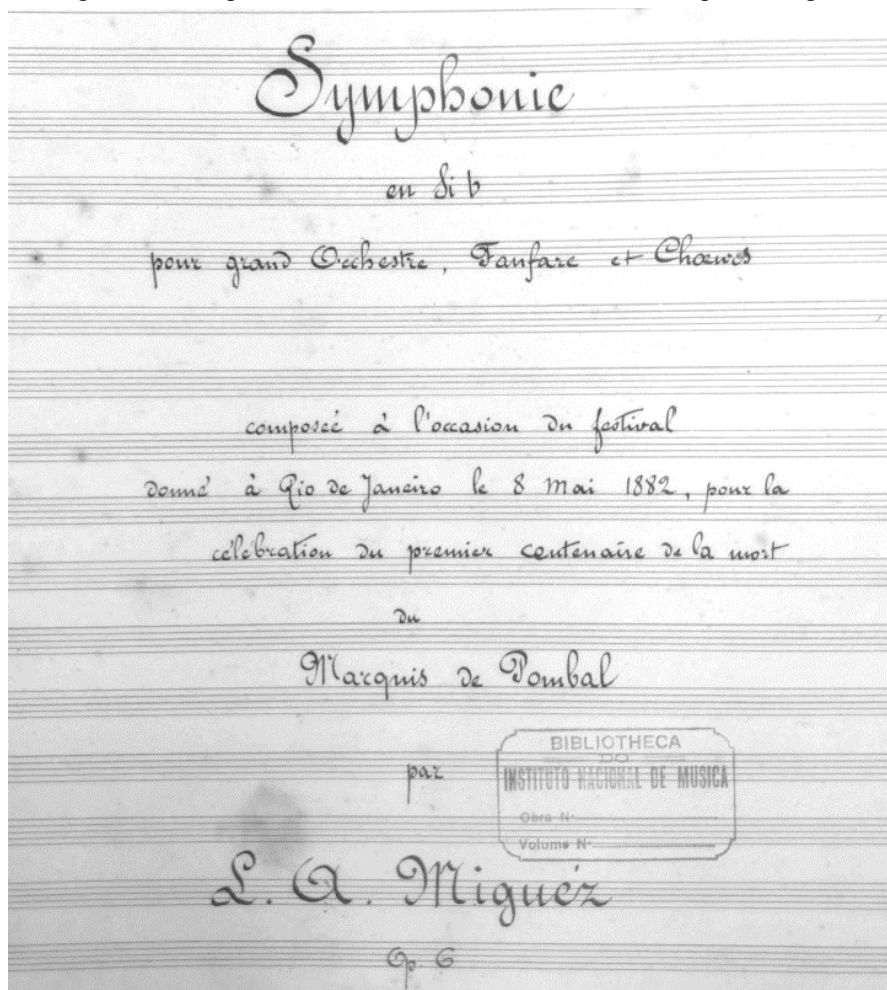 Symphonie
en Si b
pour grand Orchestre, Fanfare et Chœurs
composée à l'occasion du festival
donné à Rio de Janeiro le 8 Mai 1882, pour la
célébration du premier centenaire de la mort
du
Marquis de Pombal
par
BIBLIOTHECA
DO
INSTITUTO NACIONAL DE MUSICA
Obra N.
Volume N.
L. A. Miguéz
Op. 6